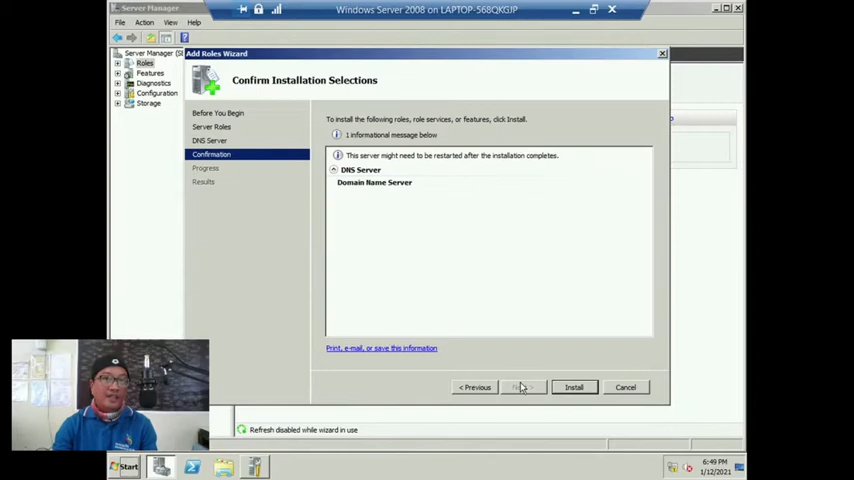 Server Manager
Windows Server 2008 on LAPTOP-568QKGJP
File Action View Help
Server Manager (S
Roles
Features
Diagnostics
Configuration
Storage
Add Roles Wizard
Confirm Installation Selections
Before You Begin
Server Roles
DNS Server
Confirmation
Progress
Results
To install the following roles, role services, or features, click Install.
1 informational message below
This server might need to be restarted after the installation completes.
DNS Server
Domain Name Server
Print, e-mail, or save this information
< Previous
Install
Cancel
Refresh disabled while wizard in use
Start
6:49 PM
1/12/2021